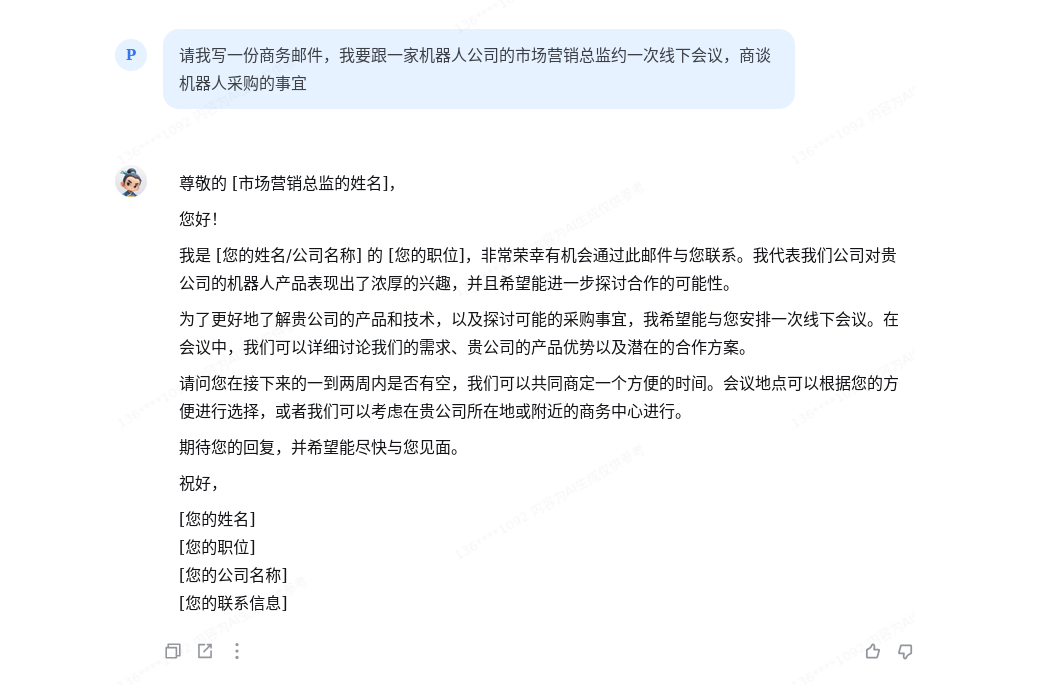 P
请我写一份商务邮件，我要跟一家机器人公司的市场营销总监约一次线下会议，商谈
机器人采购的事宜
尊敬的 [市场营销总监的姓名]，
您好！
我是 [您的姓名/公司名称] 的 [您的职位]，非常荣幸有机会通过此邮件与您联系。我代表我们公司对贵
公司的机器人产品表现出了浓厚的兴趣，并且希望能进一步探讨合作的可能性。
为了更好地了解贵公司的产品和技术，以及探讨可能的采购事宜，我希望能与您安排一次线下会议。在
会议中，我们可以详细讨论我们的需求、贵公司的产品优势以及潜在的合作方案。
请问您在接下来的一到两周内是否有空，我们可以共同商定一个方便的时间。会议地点可以根据您的方
便进行选择，或者我们可以考虑在贵公司所在地或附近的商务中心进行。
期待您的回复，并希望能尽快与您见面。
祝好，
[您的姓名]
[您的职位]
[您的公司名称]
[您的联系信息]
136****1092 内容为AI生成仅供参考